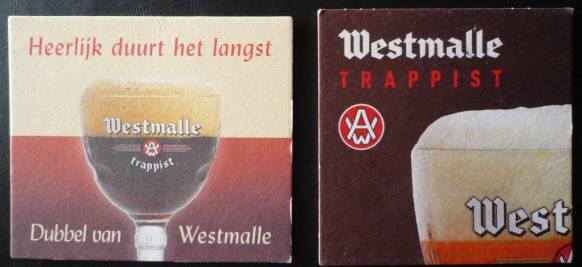 Heerlijk duurt het langst
Westmalle
trappist
Dubbel van Westmalle
Westmalle
TRAPPIST
West